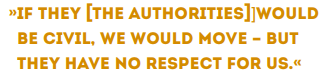 »IF THEY [THE AUTHORITIES]]WOULD
BE CIVIL, WE WOULD MOVE – BUT
THEY HAVE NO RESPECT FOR US.«